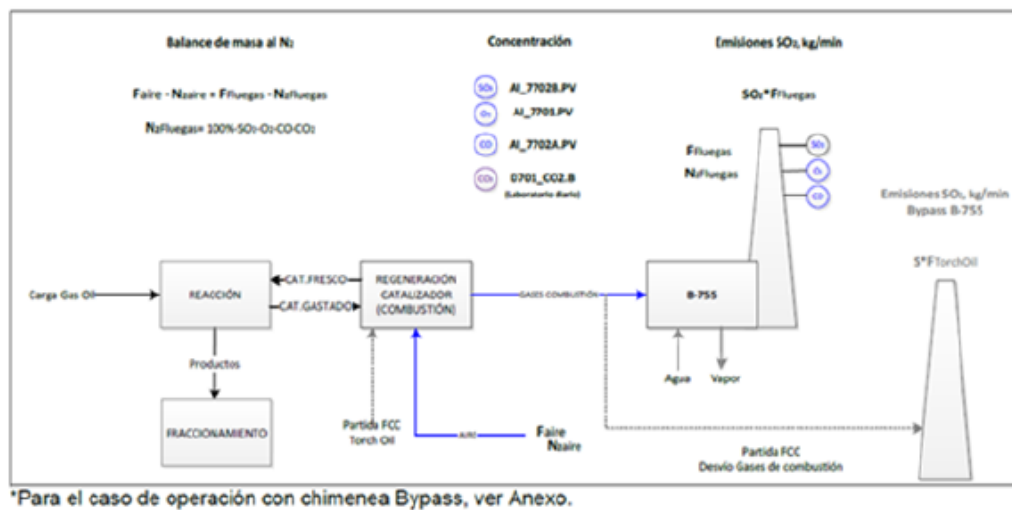 Balance de masa al N₂
Concentración
Emisiones SO₂, kg/min
Faire - N₂aire = Ffluegas - N₂fluegas
N₂Fluegas= 100%-SO₂-O₂-CO-CO₂
SO₂ AI_7702B.PV
O₂ AI_7701.PV
CO AI_7702A.PV
CO₂ 0701_CO2.B
(Laboratorio diario)
SO₂*FFluegas
FFluegas
N₂Fluegas
SO₂
O₂
CO
Emisiones SO₂, kg/min
Bypass B-755
S*FTorchOil
Carga Gas Oil
REACCIÓN
CAT.FRESCO
CAT.GASTADO
REGENERACIÓN
CATALIZADOR
(COMBUSTIÓN)
GASES COMBUSTIÓN
B-755
Productos
FRACCIONAMIENTO
Partida FCC
Torch Oil
AIRE
Faire
N₂aire
Agua
Vapor
Partida FCC
Desvío Gases de combustión
*Para el caso de operación con chimenea Bypass, ver Anexo.